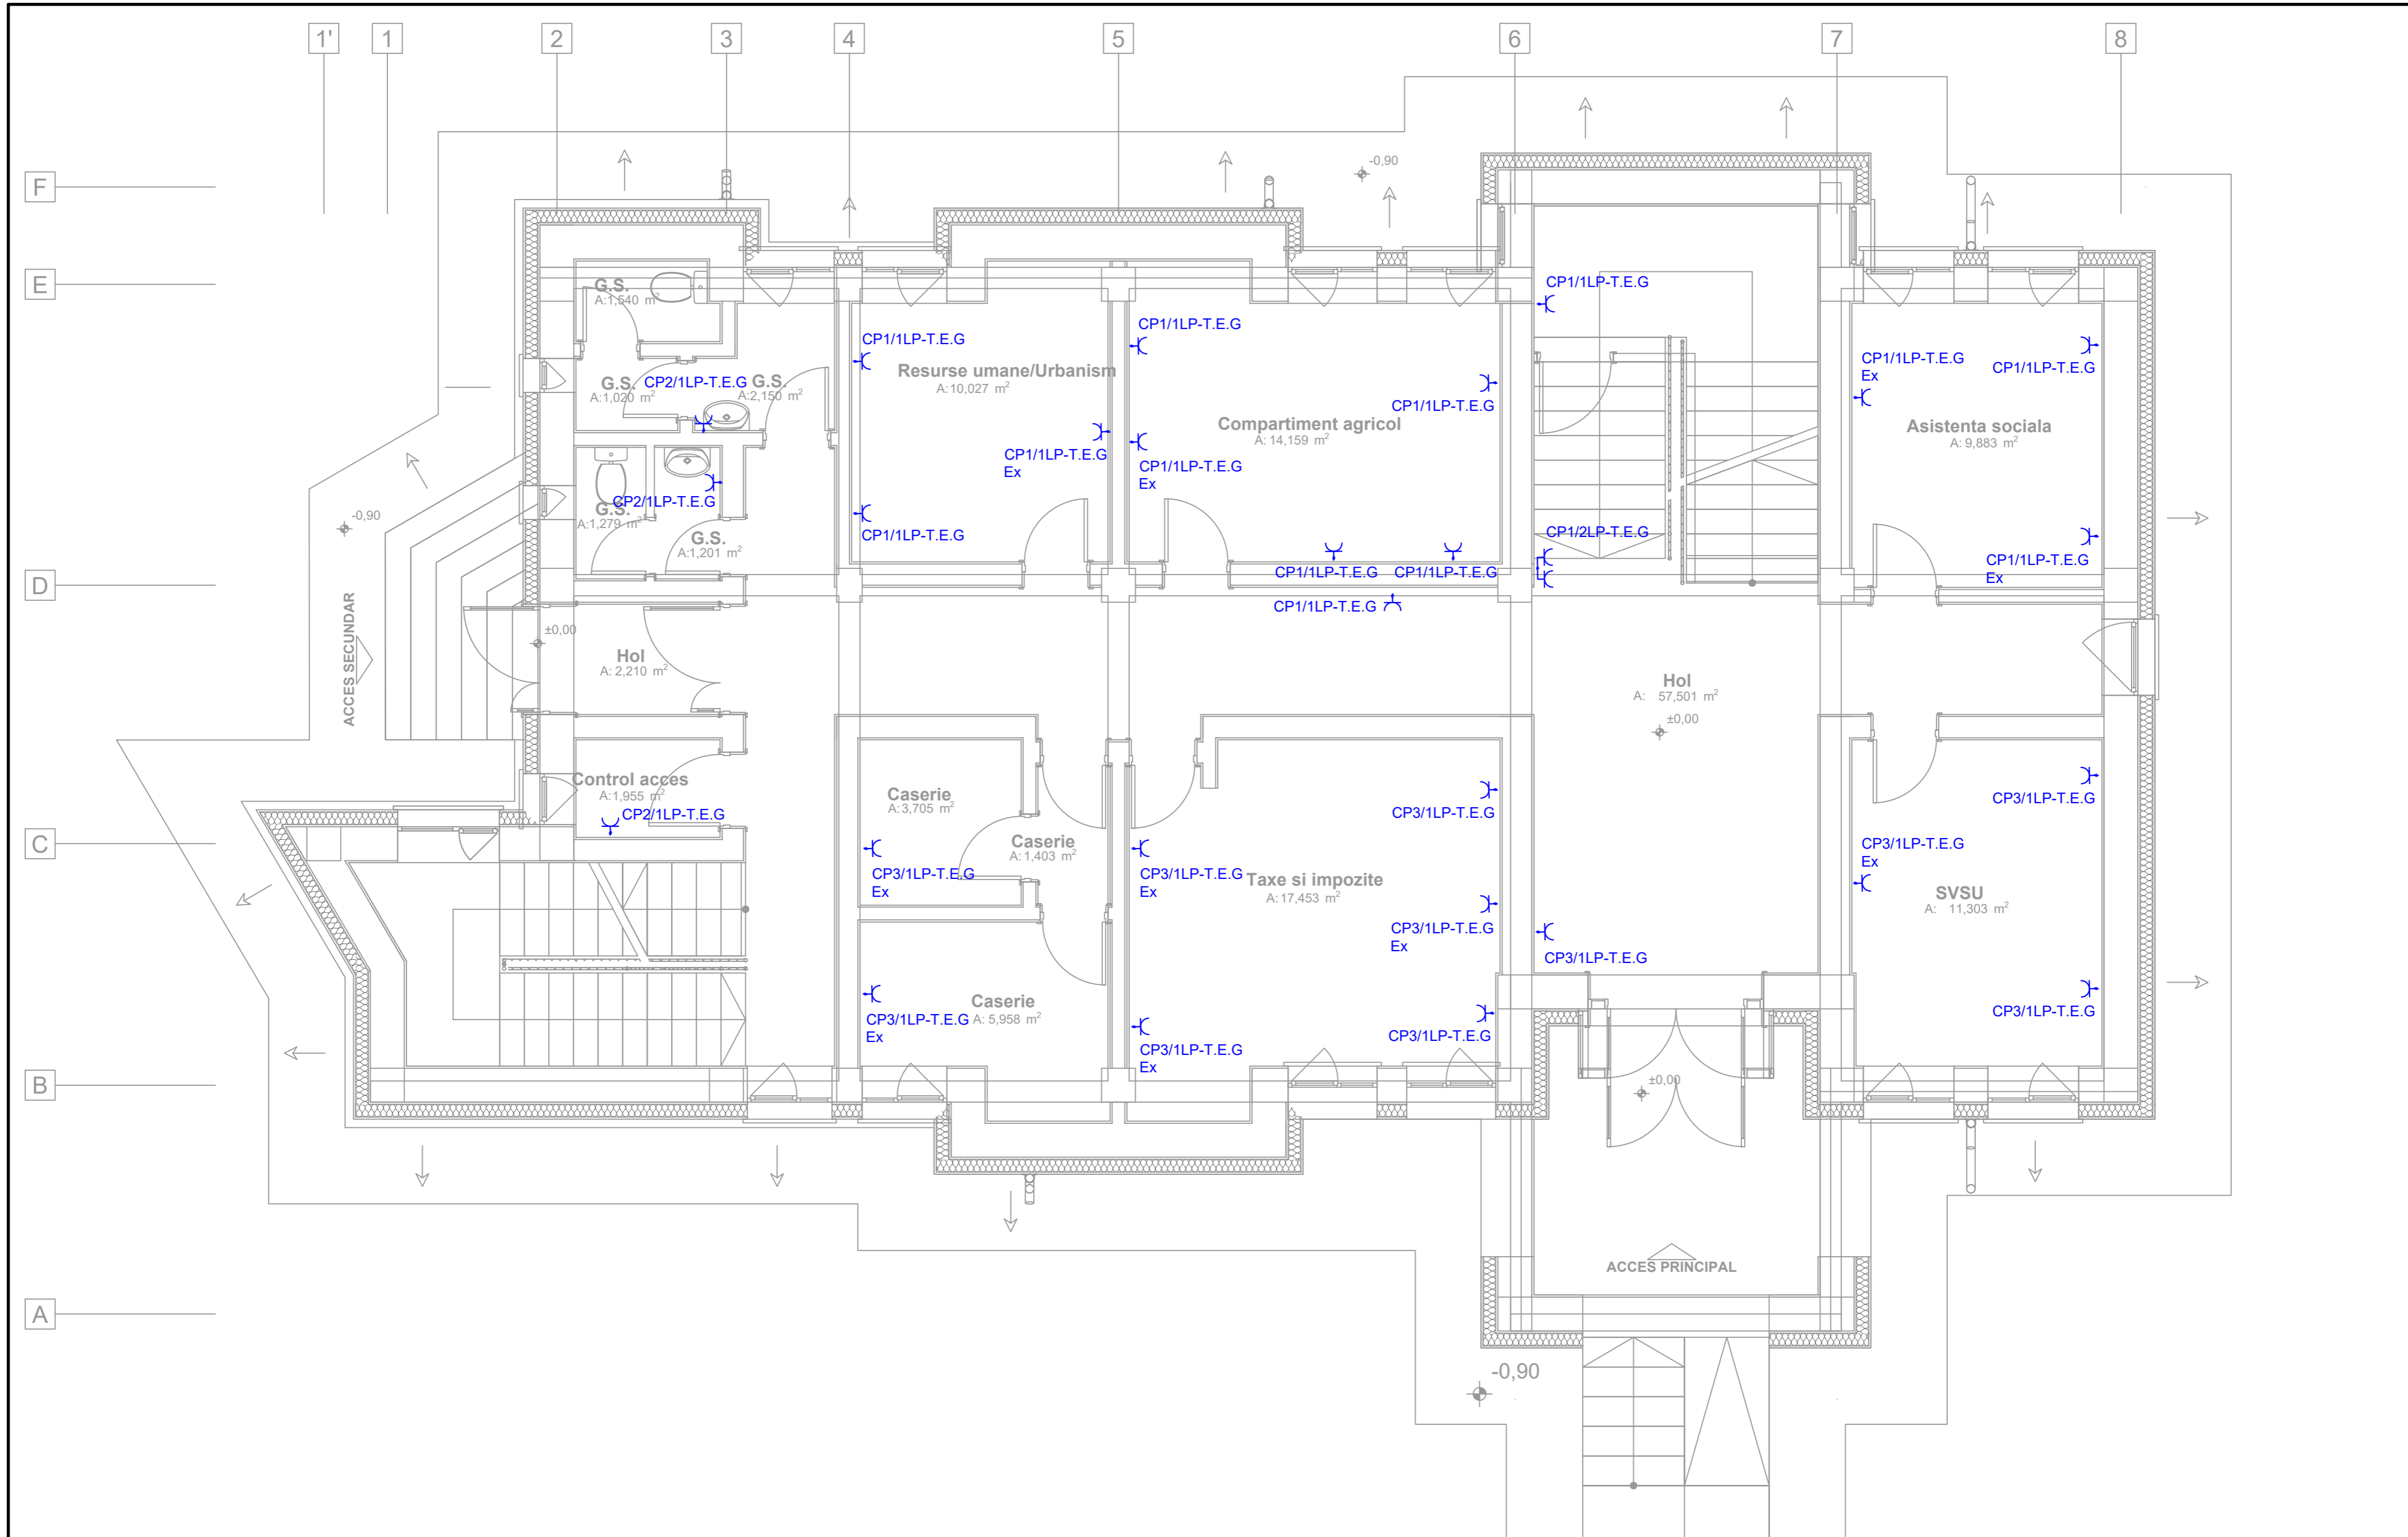 1' 1 2 3 4 5 6 7 8
F
-0,90
E
G.S.
A:1,540 m²
CP1/1LP-T.E.G
CP1/1LP-T.E.G
CP1/1LP-T.E.G
CP1/1LP-T.E.G
Ex
CP1/1LP-T.E.G
Resurse umane/Urbanism
A:10,027 m²
G.S.
A:1,020 m²
CP2/1LP-T.E.G
G.S.
A:2,150 m²
CP1/1LP-T.E.G
Compartiment agricol
A: 14,159 m²
Asistenta sociala
A: 9,883 m²
CP1/1LP-T.E.G
Ex
CP1/1LP-T.E.G
Ex
CP2/1LP-T.E.G
G.S.
A:1,279 m²
-0,90
G.S.
A:1,201 m²
CP1/1LP-T.E.G
CP1/2LP-T.E.G
CP1/1LP-T.E.G
Ex
CP1/1LP-T.E.G
CP1/1LP-T.E.G
D
CP1/1LP-T.E.G
ACCES SECUNDAR
±0,00
Hol
A: 2,210 m²
Hol
A: 57,501 m²
±0,00
Control acces
A:1,955 m²
CP2/1LP-T.E.G
Caserie
A: 3,705 m²
CP3/1LP-T.E.G
CP3/1LP-T.E.G
C
Caserie
A: 1,403 m²
CP3/1LP-T.E.G
Ex
CP3/1LP-T.E.G
Ex
CP3/1LP-T.E.G
Ex
Taxe si impozite
A: 17,453 m²
SVSU
A: 11,303 m²
CP3/1LP-T.E.G
Ex
CP3/1LP-T.E.G
Caserie
A: 5,958 m²
CP3/1LP-T.E.G
Ex
CP3/1LP-T.E.G
CP3/1LP-T.E.G
CP3/1LP-T.E.G
Ex
B
±0,00
ACCES PRINCIPAL
A
-0,90